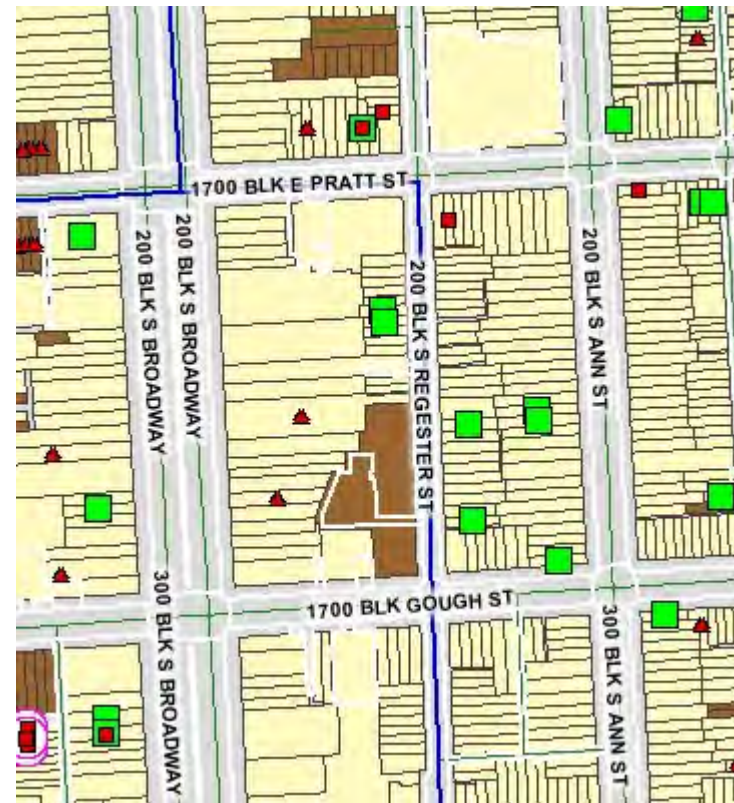 1700 BLK E PRATT ST
200 BLK S BROADWAY
200 BLK S BROADWAY
200 BLK S REGESTER ST
200 BLK S ANN ST
1700 BLK GOUGH ST
300 BLK S BROADWAY
300 BLK S ANN ST